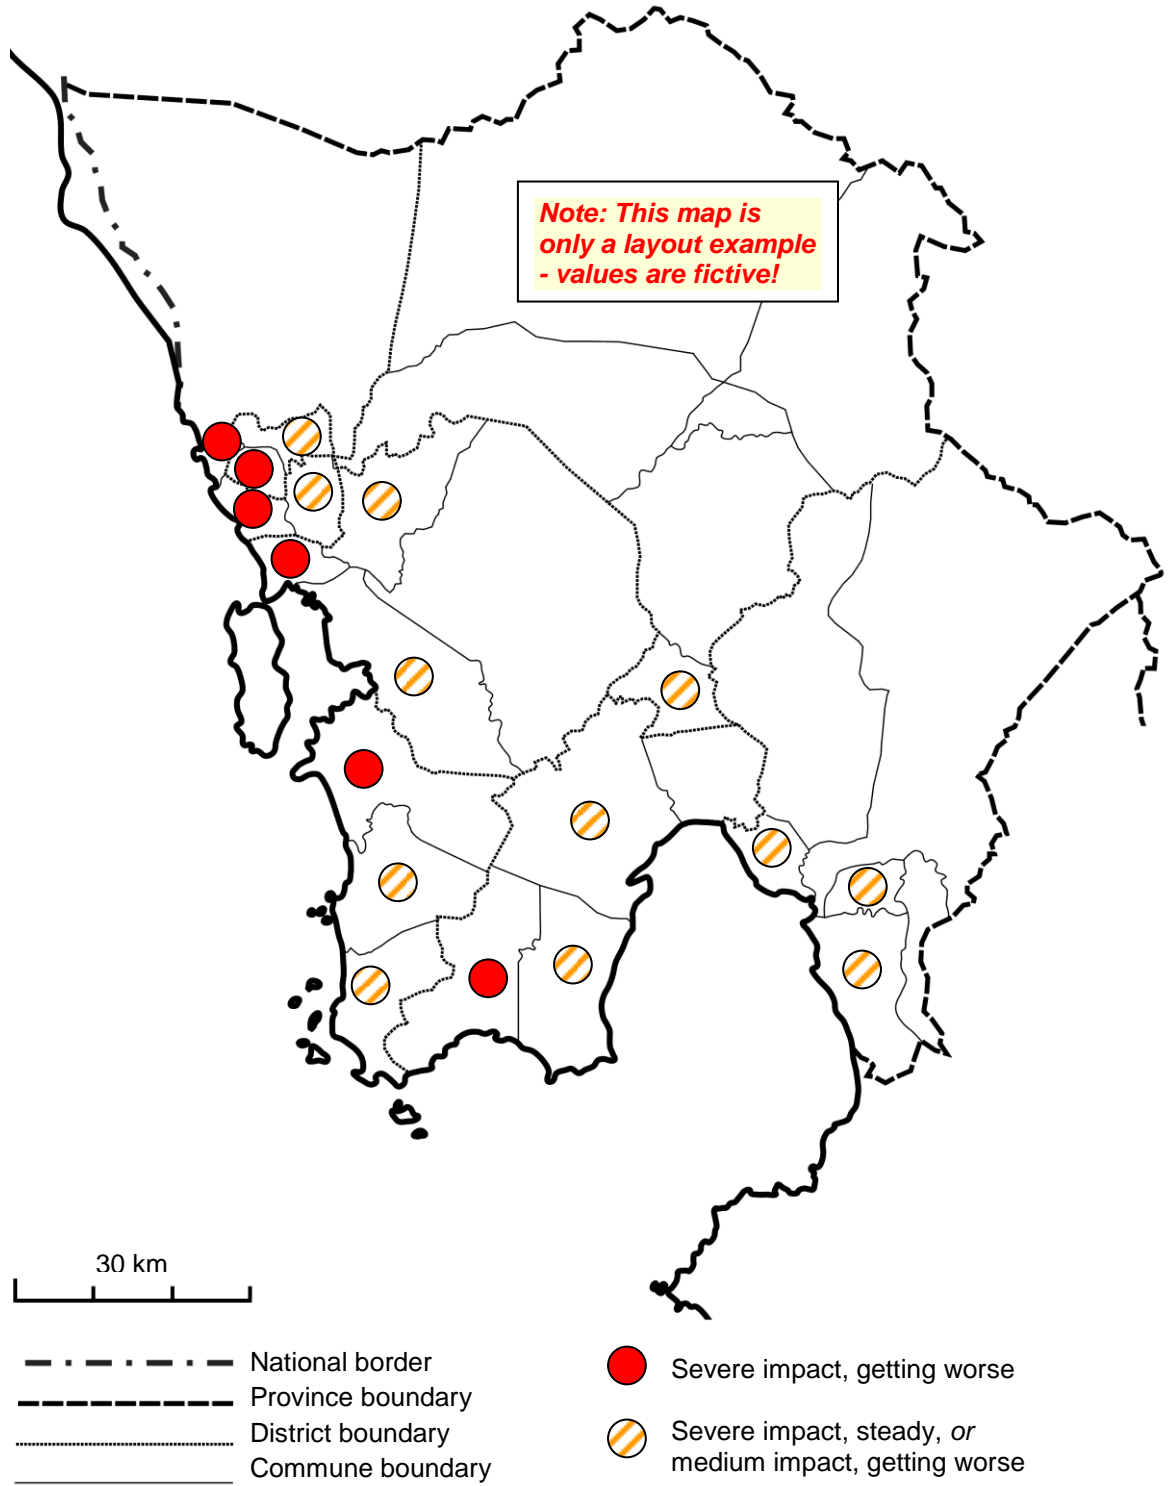 Note: This map is
only a layout example
- values are fictive!
30 km
National border
Province boundary
District boundary
Commune boundary
Severe impact, getting worse
Severe impact, steady, or
medium impact, getting worse